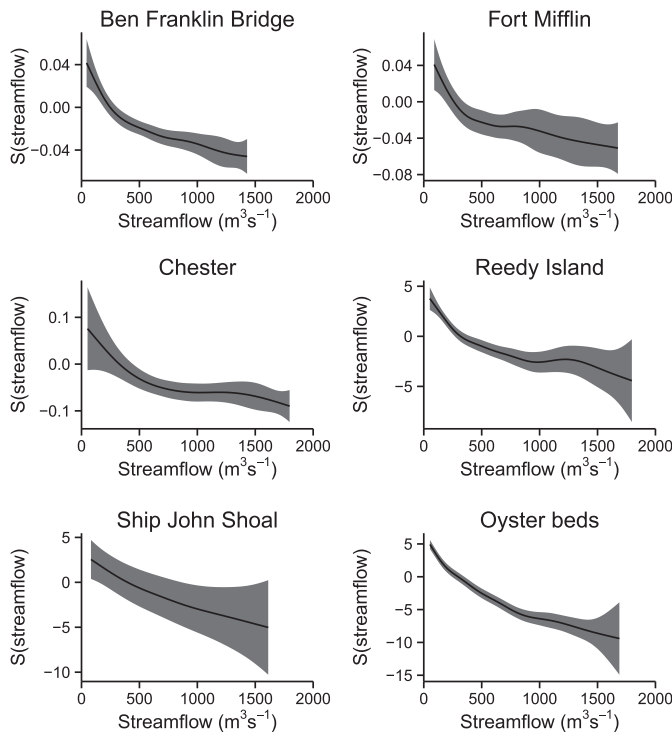 Ben Franklin Bridge
S(streamflow)
0.04
0.00
−0.04
0 500 1000 1500 2000
Streamflow (m³s⁻¹)
Fort Mifflin
S(streamflow)
0.04
0.00
−0.04
−0.08
0 500 1000 1500 2000
Streamflow (m³s⁻¹)
Chester
S(streamflow)
0.1
0.0
−0.1
0 500 1000 1500 2000
Streamflow (m³s⁻¹)
Reedy Island
S(streamflow)
5
0
−5
0 500 1000 1500 2000
Streamflow (m³s⁻¹)
Ship John Shoal
S(streamflow)
5
0
−5
−10
0 500 1000 1500 2000
Streamflow (m³s⁻¹)
Oyster beds
S(streamflow)
5
0
−5
−10
−15
0 500 1000 1500 2000
Streamflow (m³s⁻¹)